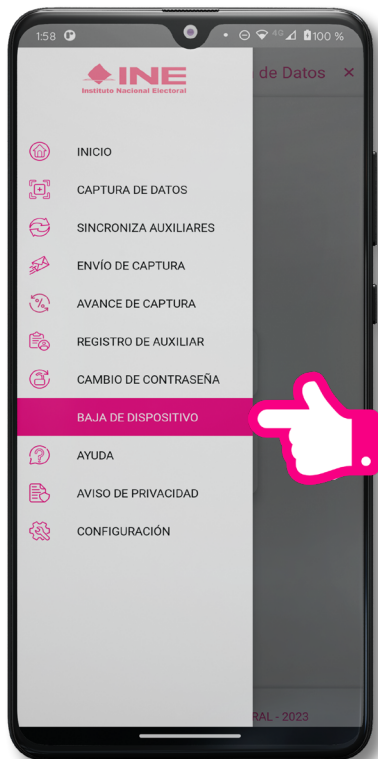 1:58 4G 100 %
INE
Instituto Nacional Electoral
de Datos ×
INICIO
CAPTURA DE DATOS
SINCRONIZA AUXILIARES
ENVÍO DE CAPTURA
AVANCE DE CAPTURA
REGISTRO DE AUXILIAR
CAMBIO DE CONTRASEÑA
BAJA DE DISPOSITIVO
AYUDA
AVISO DE PRIVACIDAD
CONFIGURACIÓN
RAL - 2023